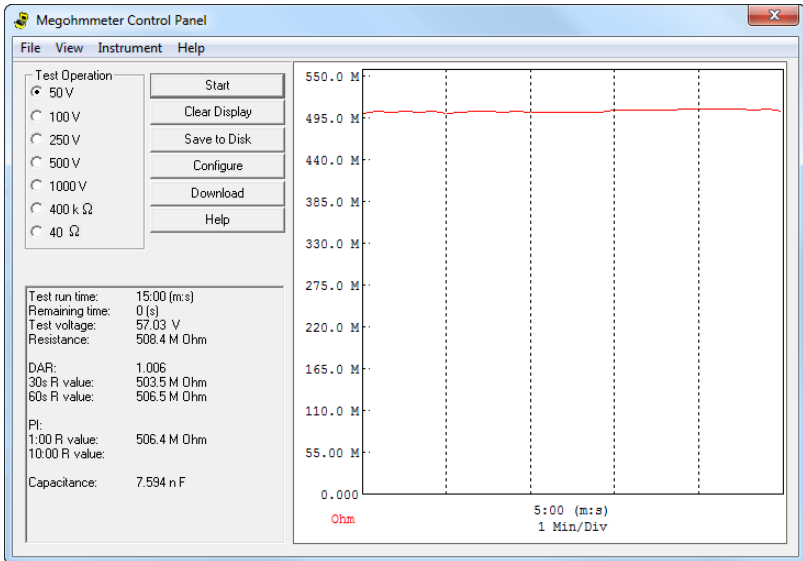 Megohmmeter Control Panel
File View Instrument Help
Test Operation
50 V
100 V
250 V
500 V
1000 V
400 k Ω
40 Ω
Start
Clear Display
Save to Disk
Configure
Download
Help
Test run time: 15:00 (m:s)
Remaining time: 0 (s)
Test voltage: 57.03 V
Resistance: 508.4 M Ohm
DAR: 1.006
30s R value: 503.5 M Ohm
60s R value: 506.5 M Ohm
PI:
1:00 R value: 506.4 M Ohm
10:00 R value:
Capacitance: 7.594 n F
550.0 M
495.0 M
440.0 M
385.0 M
330.0 M
275.0 M
220.0 M
165.0 M
110.0 M
55.00 M
0.000
Ohm
5:00 (m:s)
1 Min/Div